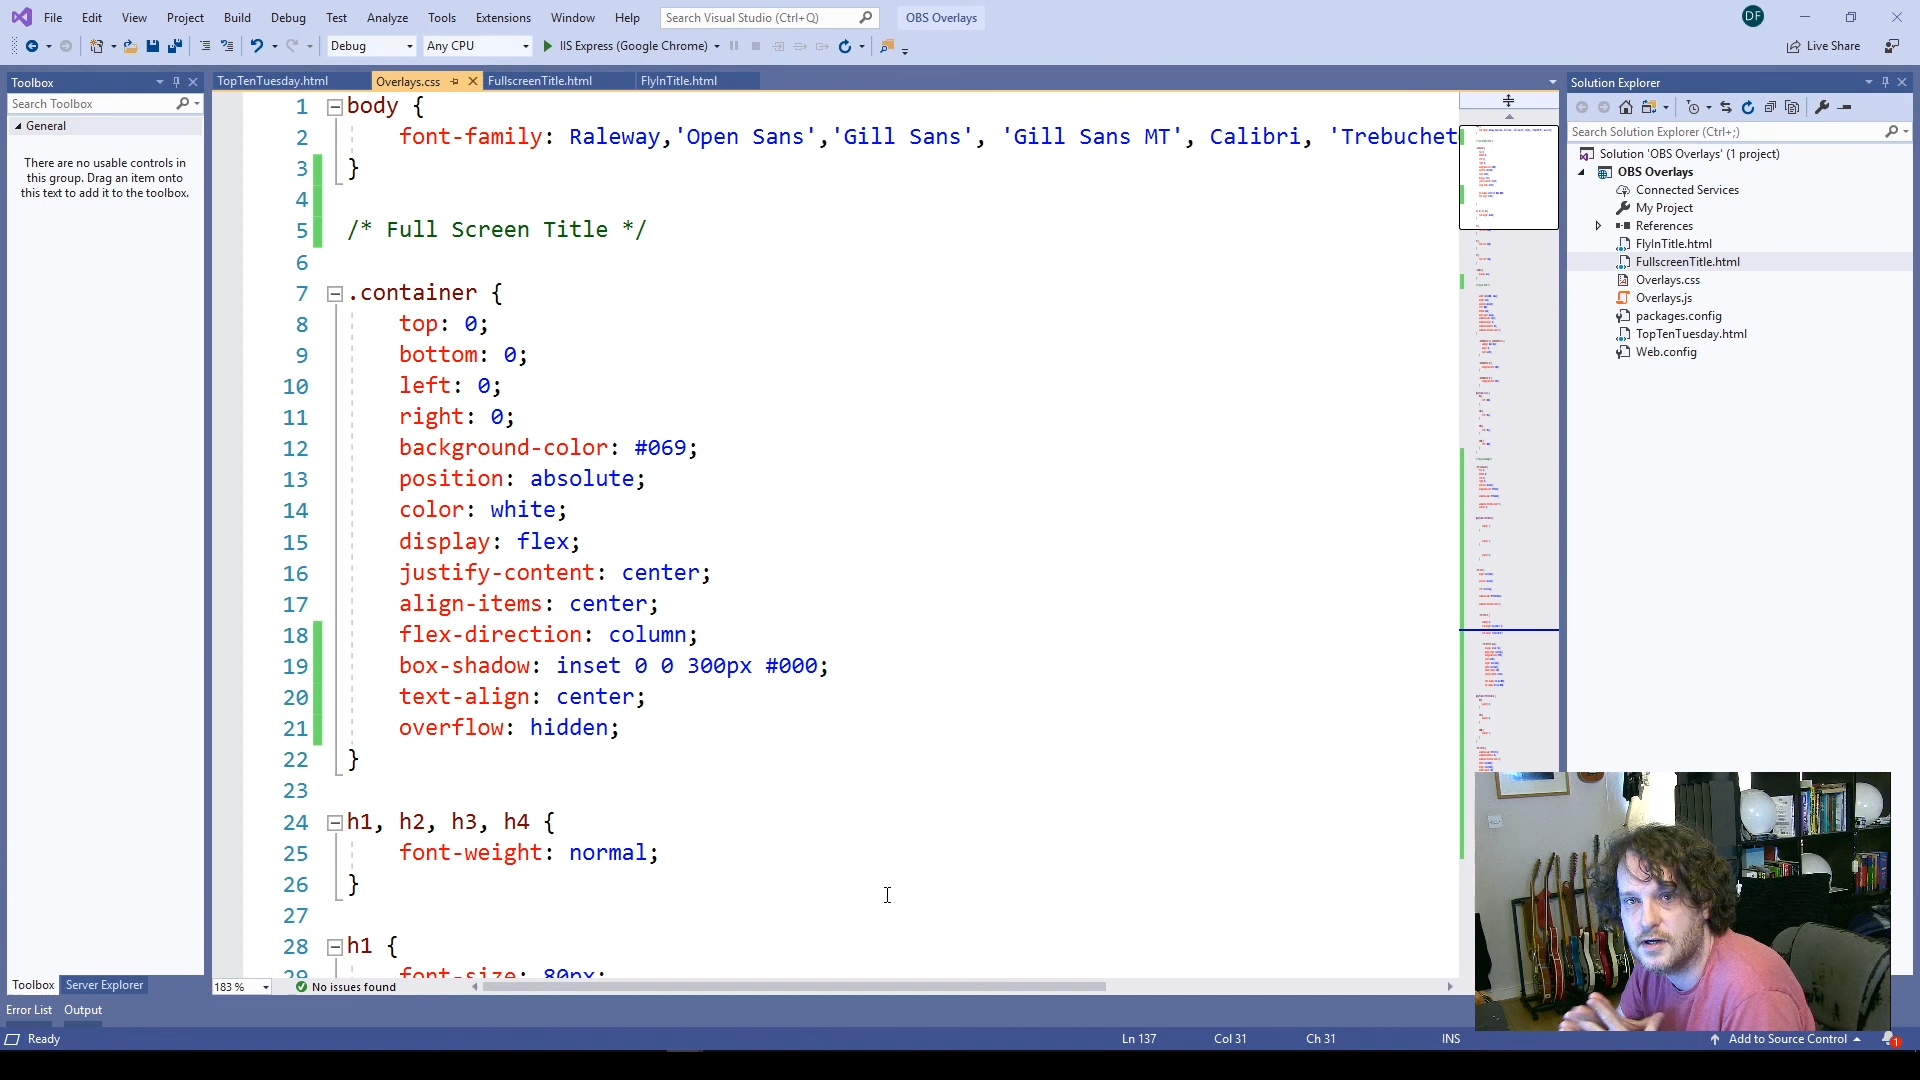 File Edit View Project Build Debug Test Analyze Tools Extensions Window Help Search Visual Studio (Ctrl+Q) OBS Overlays DF
Debug Any CPU IIS Express (Google Chrome) Live Share
Toolbox
Search Toolbox
General
There are no usable controls in
this group. Drag an item onto
this text to add it to the toolbox.
TopTenTuesday.html Overlays.css FullscreenTitle.html FlyInTitle.html
1 body {
2 font-family: Raleway,'Open Sans','Gill Sans', 'Gill Sans MT', Calibri, 'Trebuchet
3 }
4
5 /* Full Screen Title */
6
7 .container {
8 top: 0;
9 bottom: 0;
10 left: 0;
11 right: 0;
12 background-color: #069;
13 position: absolute;
14 color: white;
15 display: flex;
16 justify-content: center;
17 align-items: center;
18 flex-direction: column;
19 box-shadow: inset 0 0 300px #000;
20 text-align: center;
21 overflow: hidden;
22 }
23
24 h1, h2, h3, h4 {
25 font-weight: normal;
26 }
27
28 h1 {
29 font-size: 80px;
Solution Explorer
Search Solution Explorer (Ctrl+;)
Solution 'OBS Overlays' (1 project)
OBS Overlays
Connected Services
My Project
References
FlyInTitle.html
FullscreenTitle.html
Overlays.css
Overlays.js
packages.config
TopTenTuesday.html
Web.config
Toolbox Server Explorer
183 % No issues found
Error List Output
Ready Ln 137 Col 31 Ch 31 INS Add to Source Control 1